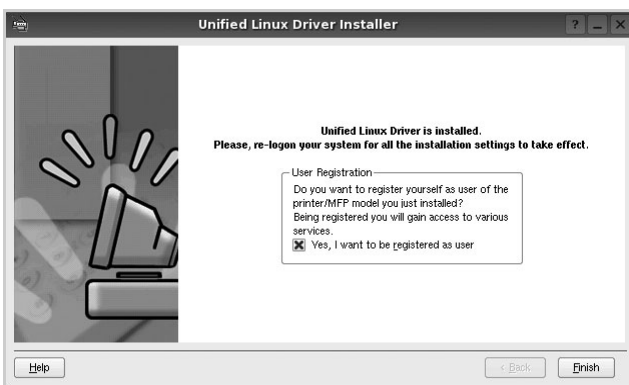 Unified Linux Driver Installer
Unified Linux Driver is installed.
Please, re-logon your system for all the installation settings to take effect.
User Registration
Do you want to register yourself as user of the
printer/MFP model you just installed?
Being registered you will gain access to various
services.
Yes, I want to be registered as user
Help
< Back
Finish